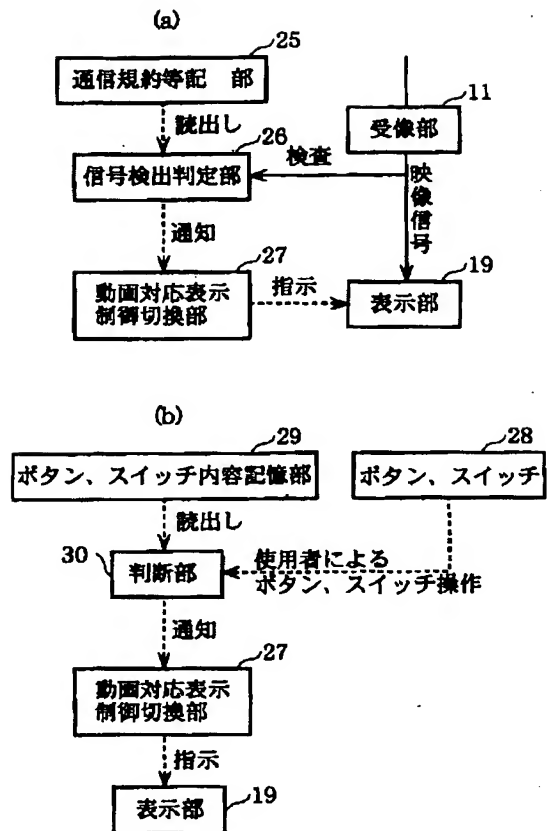 (a)
25
通信規約等記 部
11
読出し
受像部
26
検査
信号検出判定部
映像信号
通知
27
19
動画対応表示
制御切換部
指示
表示部
(b)
29
28
ボタン、スイッチ内容記憶部
ボタン、スイッチ
読出し
30
判断部
使用者による
ボタン、スイッチ操作
通知
27
動画対応表示
制御切換部
指示
19
表示部